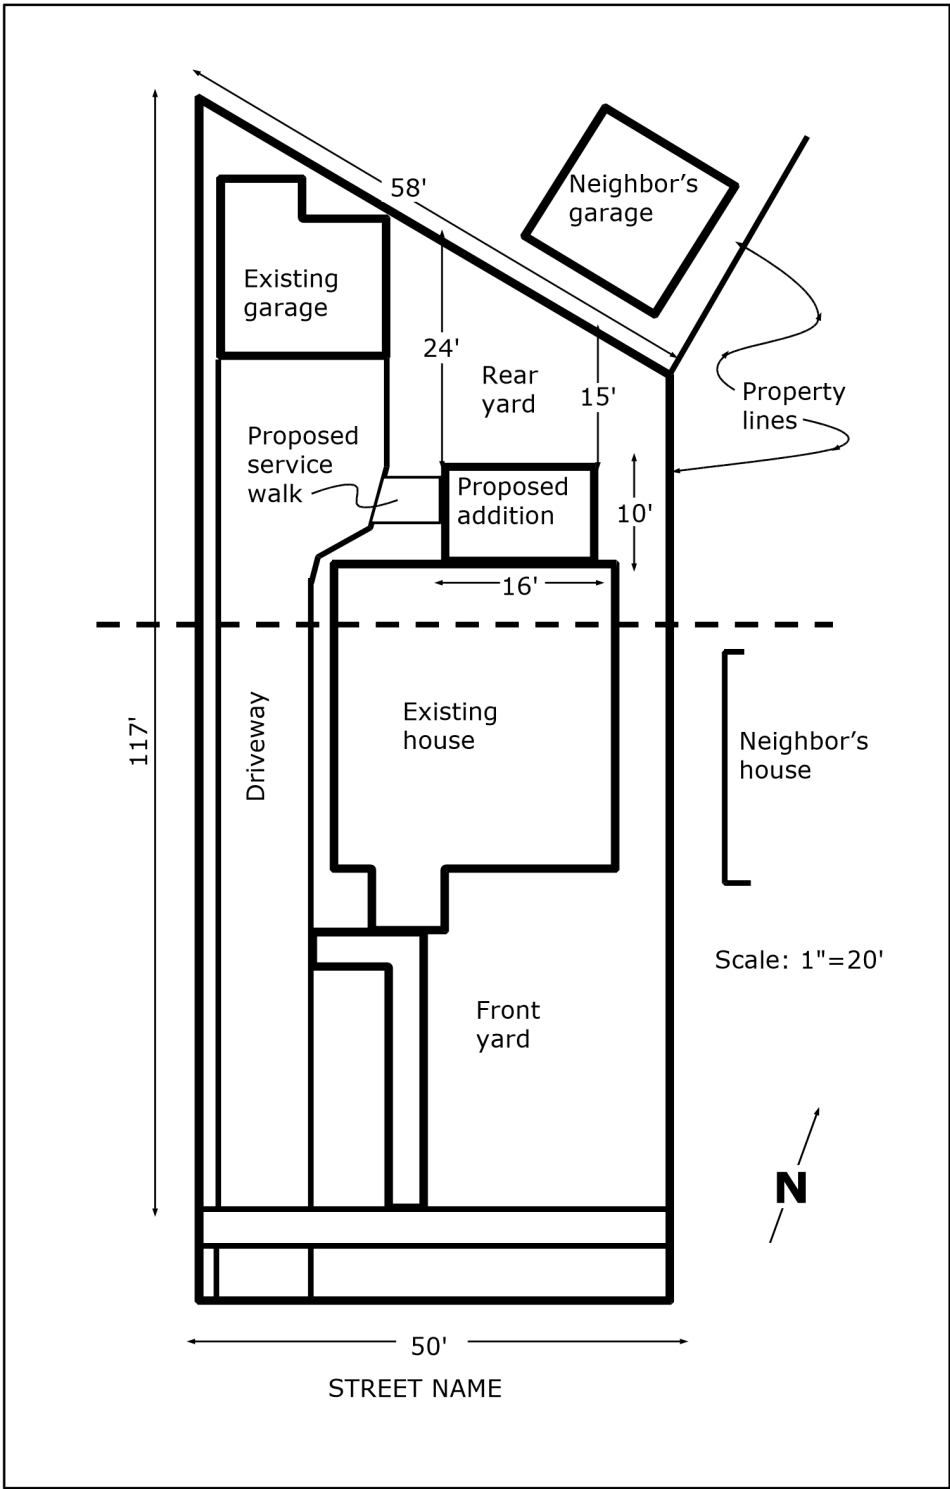 58'
Neighbor's
garage
Existing
garage
24'
Rear
yard
15'
Property
lines
Proposed
service
walk
Proposed
addition
10'
16'
117'
Driveway
Existing
house
Neighbor's
house
Scale: 1"=20'
Front
yard
N
50'
STREET NAME